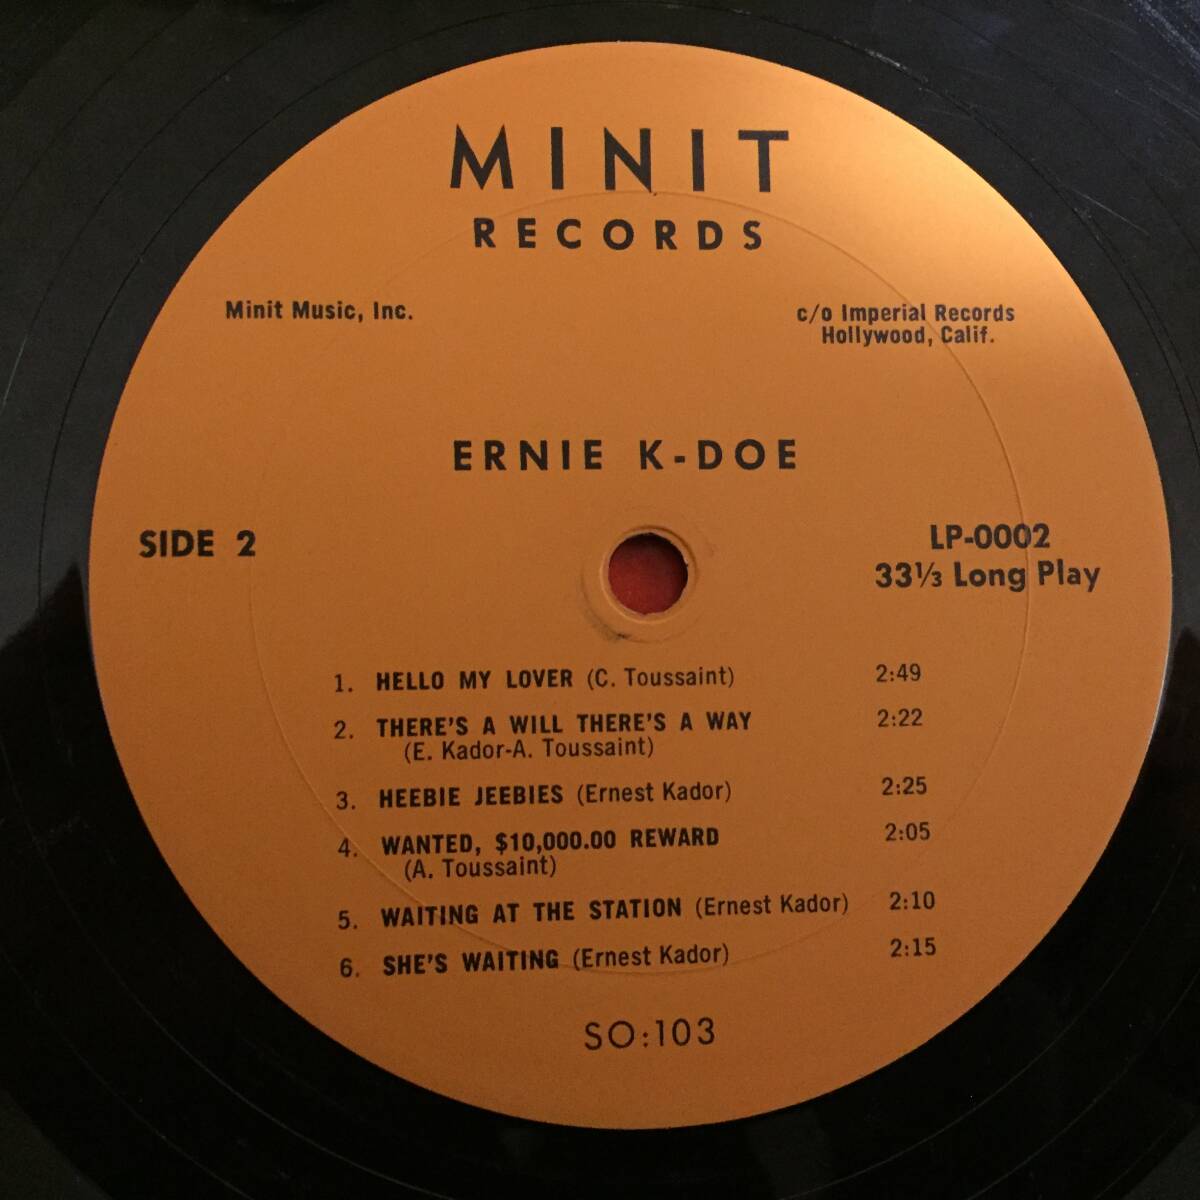 MINIT
RECORDS
Minit Music, Inc.
c/o Imperial Records
Hollywood, Calif.
ERNIE K-DOE
SIDE 2
LP-0002
33⅓ Long Play
1. HELLO MY LOVER (C. Toussaint) 2:49
2. THERE'S A WILL THERE'S A WAY 2:22
(E. Kador-A. Toussaint)
3. HEEBIE JEEBIES (Ernest Kador) 2:25
4. WANTED, $10,000.00 REWARD 2:05
(A. Toussaint)
5. WAITING AT THE STATION (Ernest Kador) 2:10
6. SHE'S WAITING (Ernest Kador) 2:15
SO:103